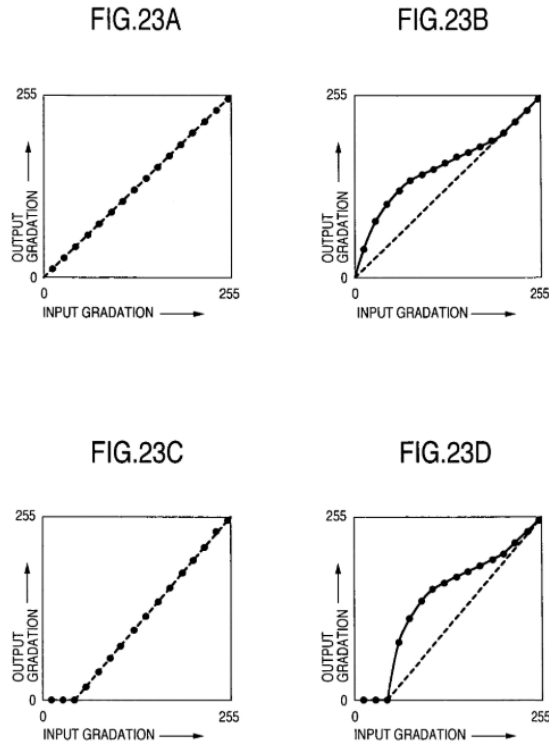 FIG.23A
255
OUTPUT
GRADATION
0
0
255
INPUT GRADATION
FIG.23B
255
OUTPUT
GRADATION
0
0
255
INPUT GRADATION
FIG.23C
255
OUTPUT
GRADATION
0
0
255
INPUT GRADATION
FIG.23D
255
OUTPUT
GRADATION
0
0
255
INPUT GRADATION